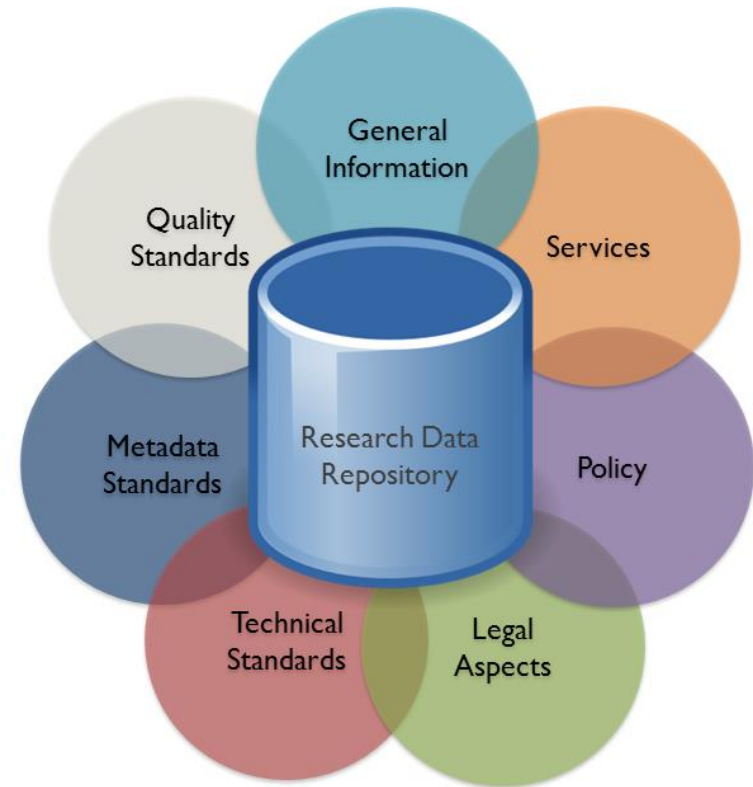 General
Information
Quality
Standards
Services
Metadata
Standards
Research Data
Repository
Policy
Technical
Standards
Legal
Aspects